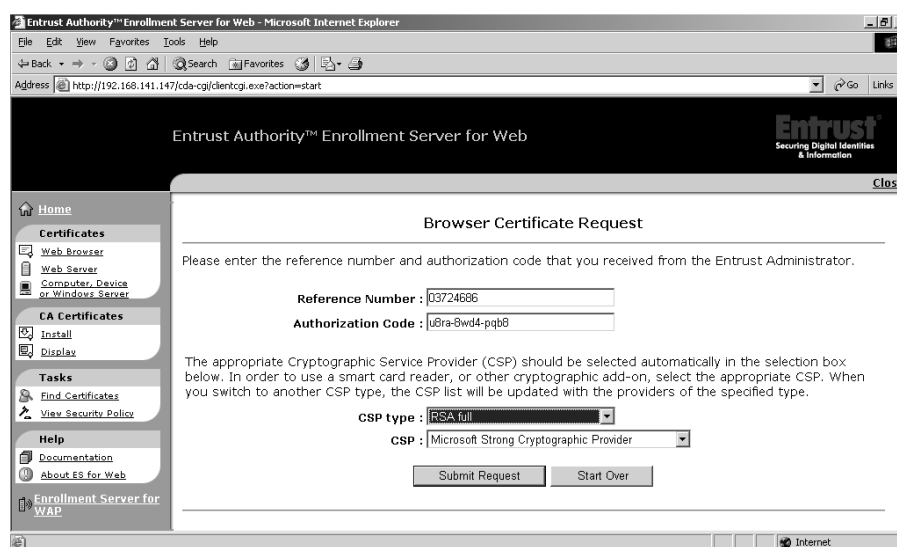 Entrust Authority™ Enrollment Server for Web - Microsoft Internet Explorer
File Edit View Favorites Tools Help
Back Search Favorites
Address http://192.168.141.147/cda-cgi/clientcgi.exe?action=start Go Links
Entrust Authority™ Enrollment Server for Web
Entrust®
Securing Digital Identities
& Information
Clos
Home
Certificates
Web Browser
Web Server
Computer, Device
or Windows Server
CA Certificates
Install
Display
Tasks
Find Certificates
View Security Policy
Help
Documentation
About ES for Web
Enrollment Server for
WAP
Browser Certificate Request
Please enter the reference number and authorization code that you received from the Entrust Administrator.
Reference Number : 03724686
Authorization Code : u8ra-8wd4-pqb8
The appropriate Cryptographic Service Provider (CSP) should be selected automatically in the selection box
below. In order to use a smart card reader, or other cryptographic add-on, select the appropriate CSP. When
you switch to another CSP type, the CSP list will be updated with the providers of the specified type.
CSP type : RSA full
CSP : Microsoft Strong Cryptographic Provider
Submit Request Start Over
Internet